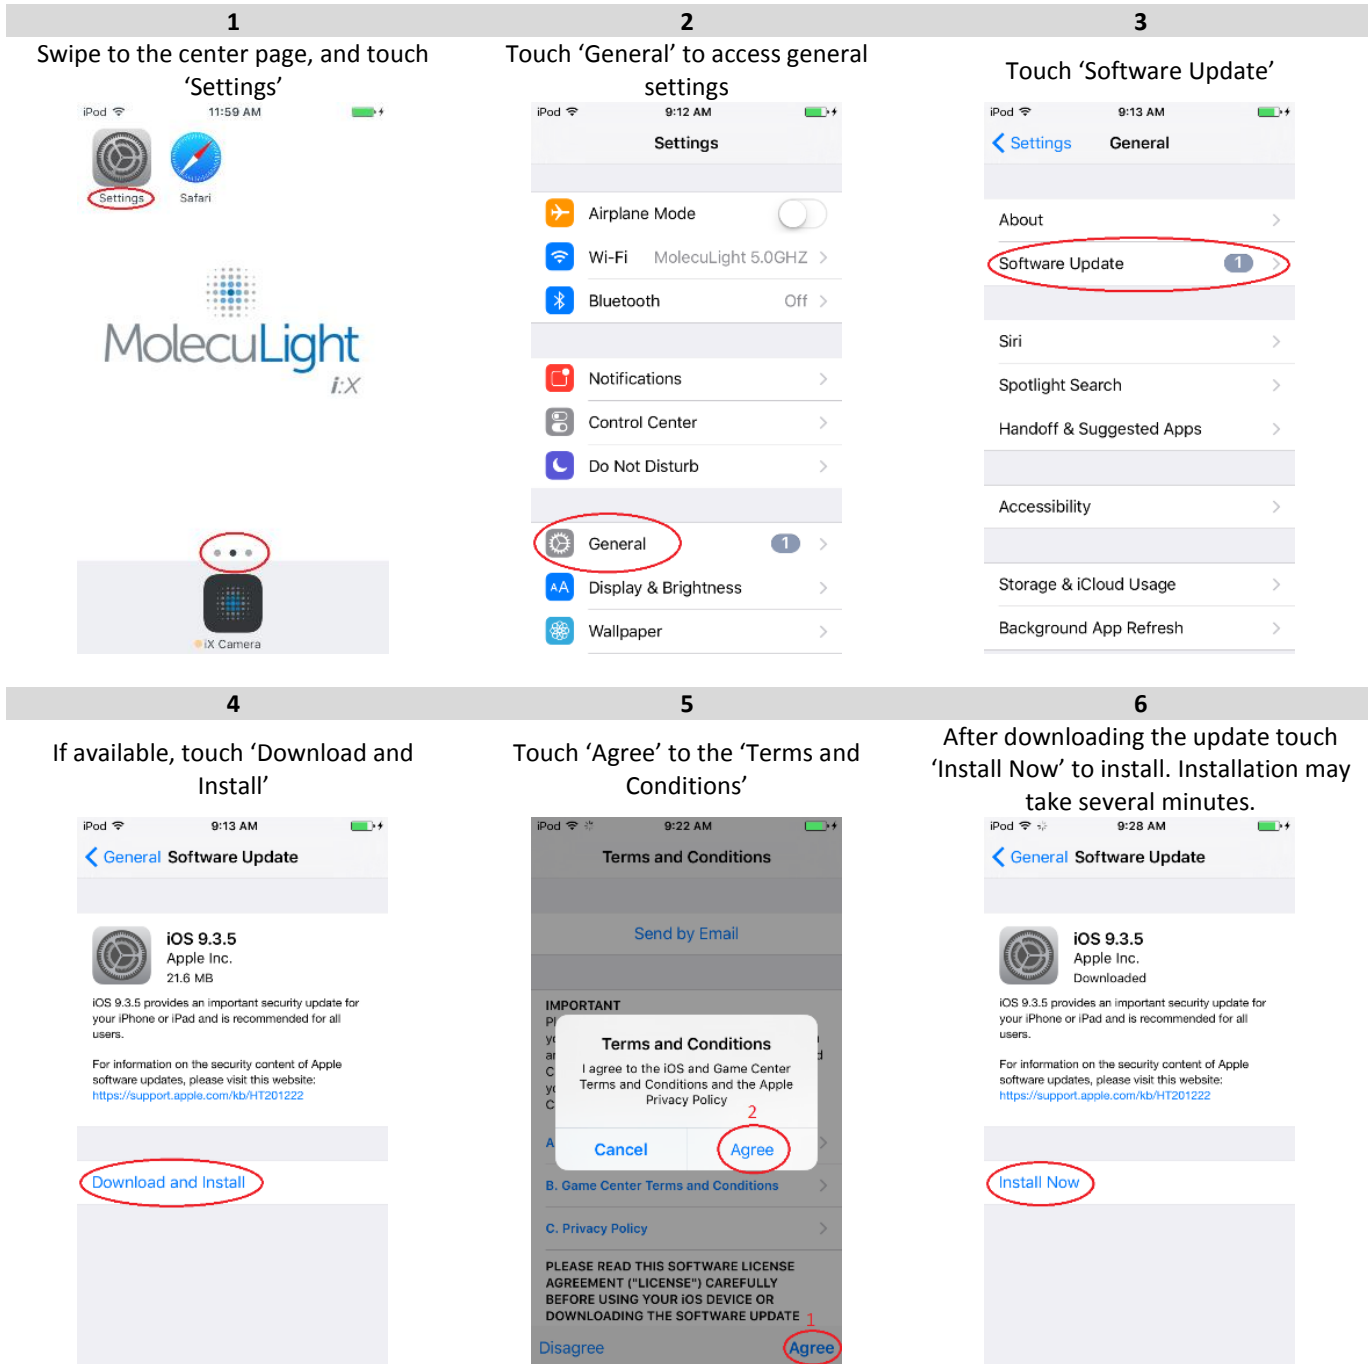 1
Swipe to the center page, and touch
‘Settings’
iPod 11:59 AM
Settings Safari
MolecuLight
i:X
iX Camera
2
Touch ‘General’ to access general
settings
iPod 9:12 AM
Settings
Airplane Mode
Wi-Fi MolecuLight 5.0GHZ
Bluetooth Off
Notifications
Control Center
Do Not Disturb
General 1
AA Display & Brightness
Wallpaper
3
Touch ‘Software Update’
iPod 9:13 AM
Settings General
About
Software Update 1
Siri
Spotlight Search
Handoff & Suggested Apps
Accessibility
Storage & iCloud Usage
Background App Refresh
4
If available, touch ‘Download and
Install’
iPod 9:13 AM
General Software Update
iOS 9.3.5
Apple Inc.
21.6 MB
iOS 9.3.5 provides an important security update for
your iPhone or iPad and is recommended for all
users.
For information on the security content of Apple
software updates, please visit this website:
https://support.apple.com/kb/HT201222
Download and Install
5
Touch ‘Agree’ to the ‘Terms and
Conditions’
iPod 9:22 AM
Terms and Conditions
Send by Email
IMPORTANT
Terms and Conditions
I agree to the iOS and Game Center
Terms and Conditions and the Apple
Privacy Policy
2
Cancel Agree
B. Game Center Terms and Conditions
C. Privacy Policy
PLEASE READ THIS SOFTWARE LICENSE
AGREEMENT ("LICENSE") CAREFULLY
BEFORE USING YOUR iOS DEVICE OR
DOWNLOADING THE SOFTWARE UPDATE
1
Disagree Agree
6
After downloading the update touch
‘Install Now’ to install. Installation may
take several minutes.
iPod 9:28 AM
General Software Update
iOS 9.3.5
Apple Inc.
Downloaded
iOS 9.3.5 provides an important security update for
your iPhone or iPad and is recommended for all
users.
For information on the security content of Apple
software updates, please visit this website:
https://support.apple.com/kb/HT201222
Install Now